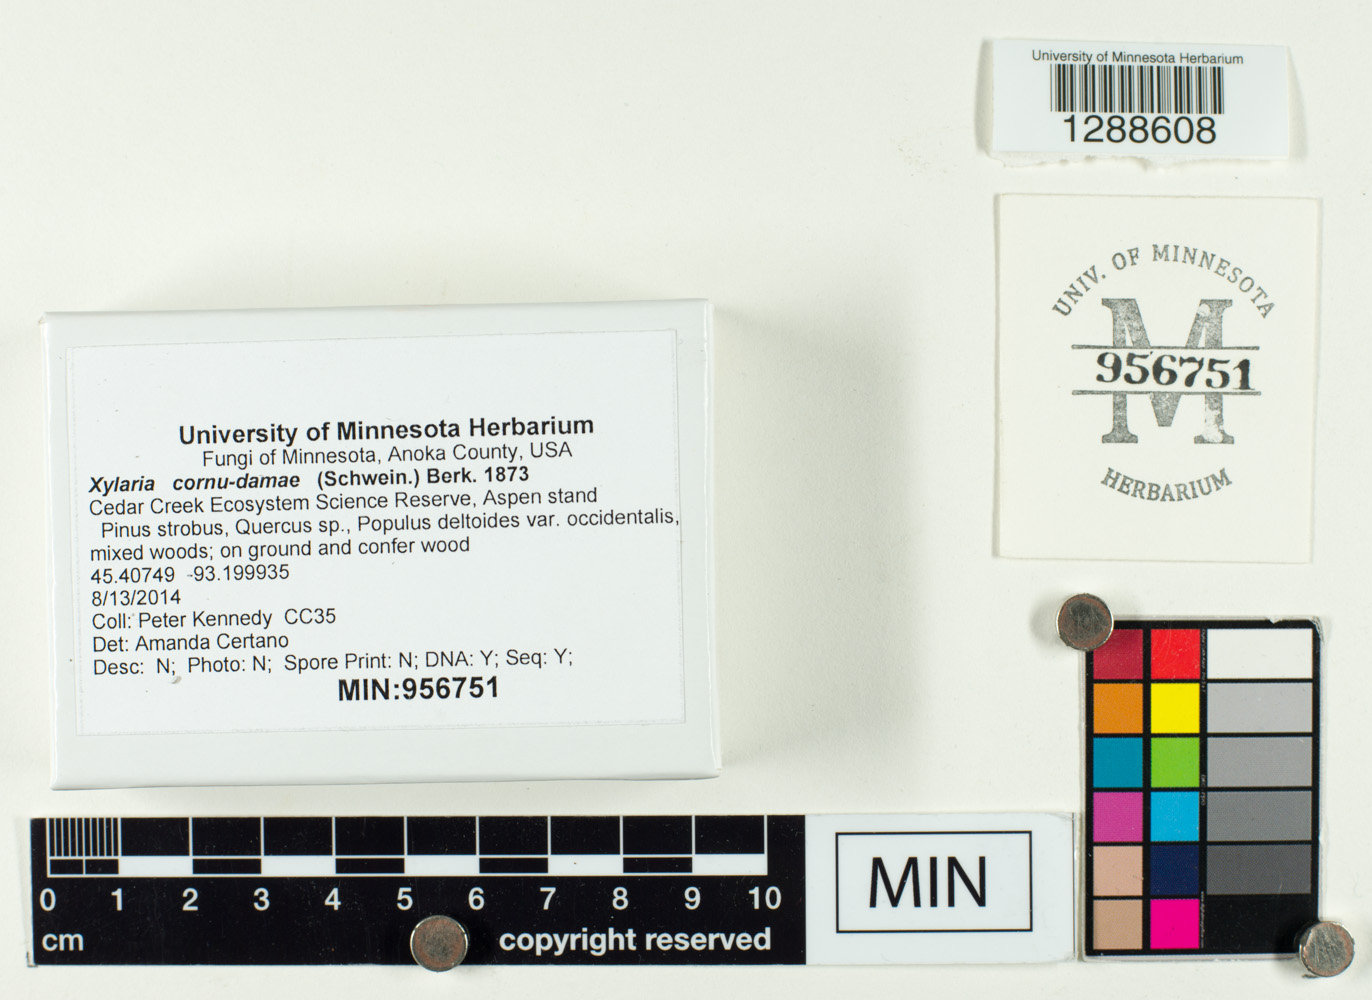 University of Minnesota Herbarium
1288608
UNIV. OF MINNESOTA
M
956751
HERBARIUM
University of Minnesota Herbarium
Fungi of Minnesota, Anoka County, USA
Xylaria cornu-damae (Schwein.) Berk. 1873
Cedar Creek Ecosystem Science Reserve, Aspen stand
Pinus strobus, Quercus sp., Populus deltoides var. occidentalis,
mixed woods; on ground and confer wood
45.40749 -93.199935
8/13/2014
Coll: Peter Kennedy CC35
Det: Amanda Certano
Desc: N; Photo: N; Spore Print: N; DNA: Y; Seq: Y;
MIN:956751
0 1 2 3 4 5 6 7 8 9 10
cm
copyright reserved
MIN